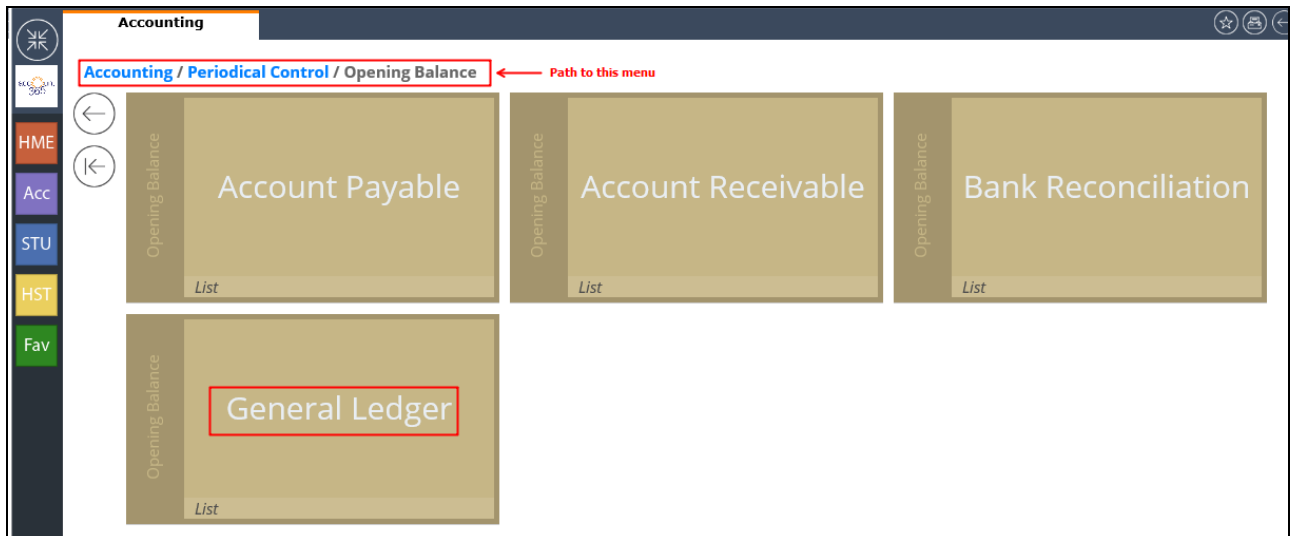 Accounting
Accounting / Periodical Control / Opening Balance
Path to this menu
HME
Acc
STU
HST
Fav
Opening Balance
Account Payable
List
Opening Balance
Account Receivable
List
Opening Balance
Bank Reconciliation
List
Opening Balance
General Ledger
List